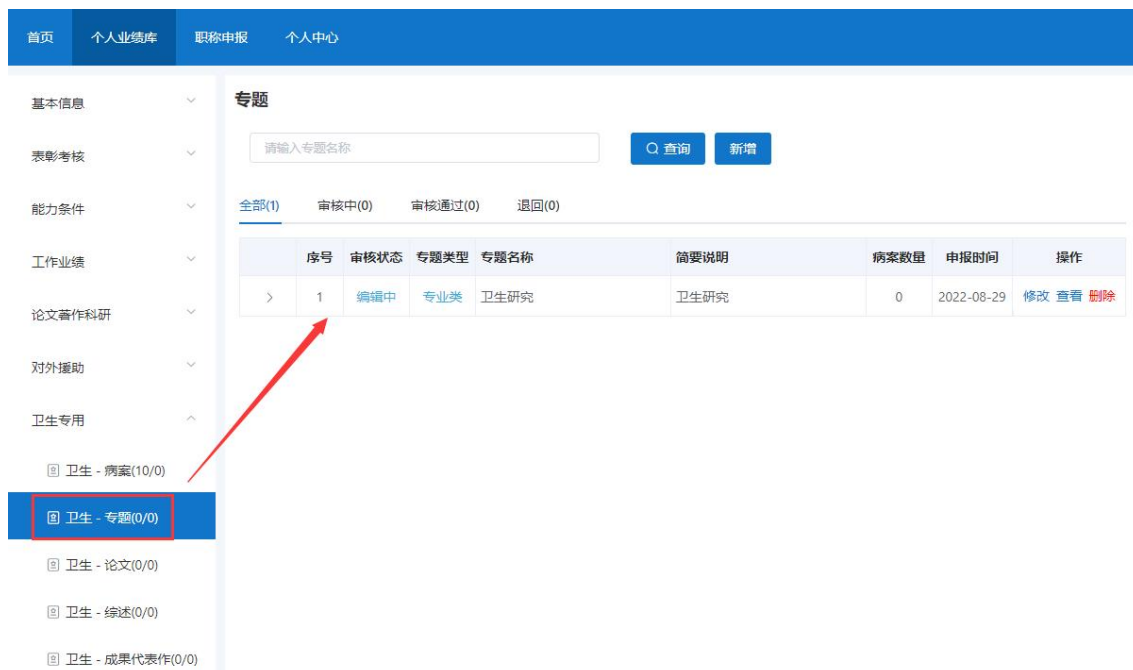 首页 个人业绩库 职称申报 个人中心
基本信息
表彰考核
能力条件
工作业绩
论文著作科研
对外援助
卫生专用
卫生 - 病案(10/0)
卫生 - 专题(0/0)
卫生 - 论文(0/0)
卫生 - 综述(0/0)
卫生 - 成果代表作(0/0)
专题
请输入专题名称 查询 新增
全部(1) 审核中(0) 审核通过(0) 退回(0)
序号 审核状态 专题类型 专题名称 简要说明 病案数量 申报时间 操作
1 编辑中 专业类 卫生研究 卫生研究 0 2022-08-29 修改 查看 删除